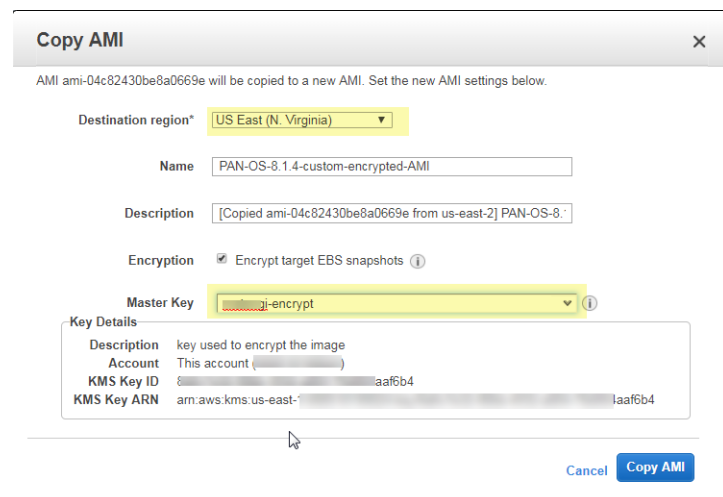 Copy AMI
AMI ami-04c82430be8a0669e will be copied to a new AMI. Set the new AMI settings below.
Destination region* US East (N. Virginia)
Name PAN-OS-8.1.4-custom-encrypted-AMI
Description [Copied ami-04c82430be8a0669e from us-east-2] PAN-OS-8.
Encryption Encrypt target EBS snapshots
Master Key gi-encrypt
Key Details
Description key used to encrypt the image
Account This account ( )
KMS Key ID aaf6b4
KMS Key ARN arn:aws:kms:us-east- aaf6b4
Cancel Copy AMI